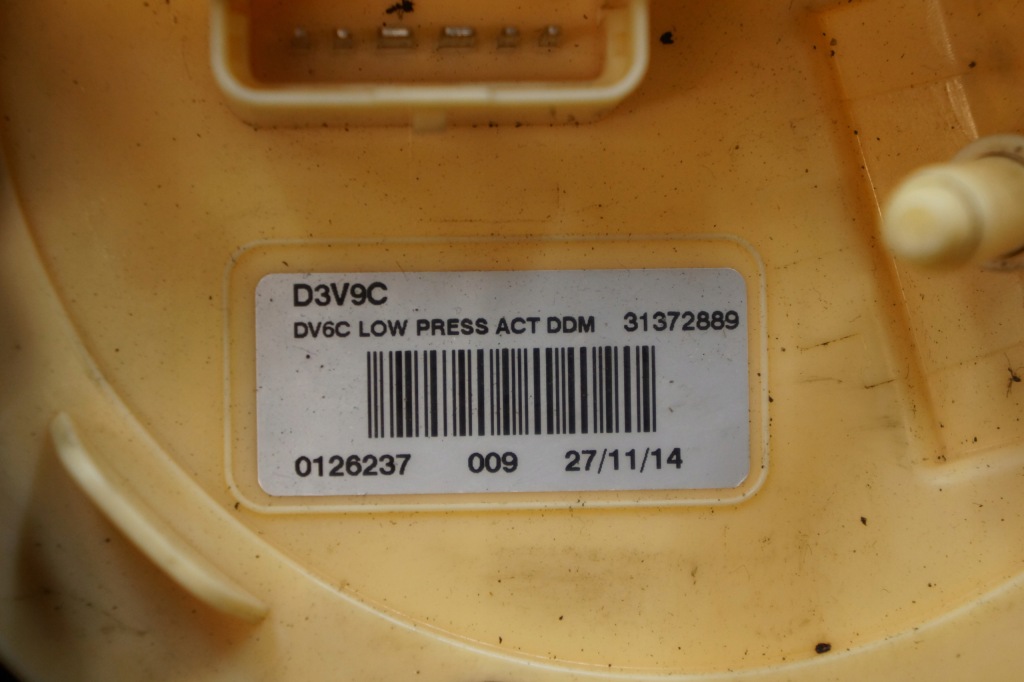 D3V9C
DV6C LOW PRESS ACT DDM 31372889
0126237 009 27/11/14